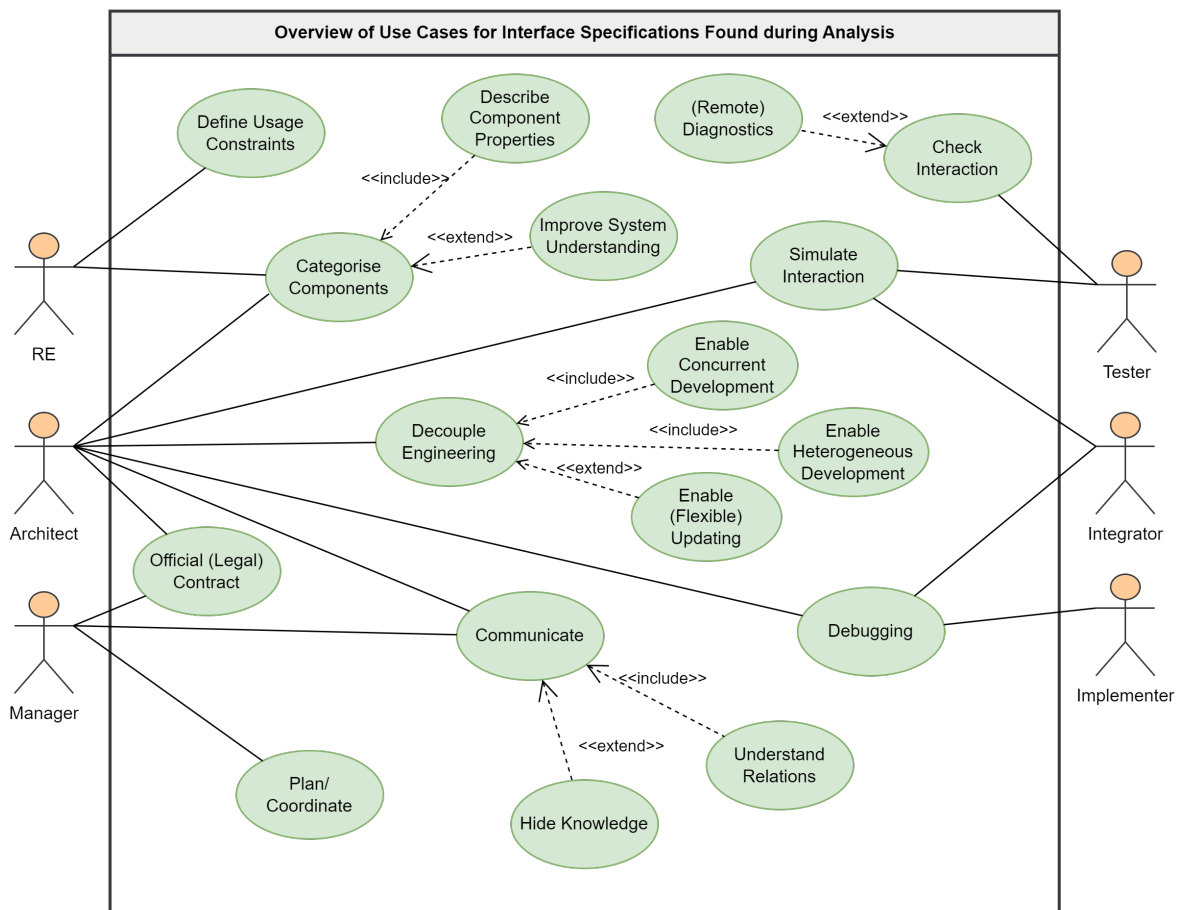 Overview of Use Cases for Interface Specifications Found during Analysis
Define Usage
Constraints
Describe
Component
Properties
(Remote)
Diagnostics
<<extend>>
Check
Interaction
<<include>>
Improve System
Understanding
<<extend>>
Categorise
Components
Simulate
Interaction
RE
Tester
Enable
Concurrent
Development
<<include>>
Decouple
Engineering
<<include>>
Enable
Heterogeneous
Development
<<extend>>
Enable
(Flexible)
Updating
Architect
Integrator
Official (Legal)
Contract
Communicate
Debugging
Manager
Implementer
<<include>>
<<extend>>
Understand
Relations
Plan/
Coordinate
Hide Knowledge